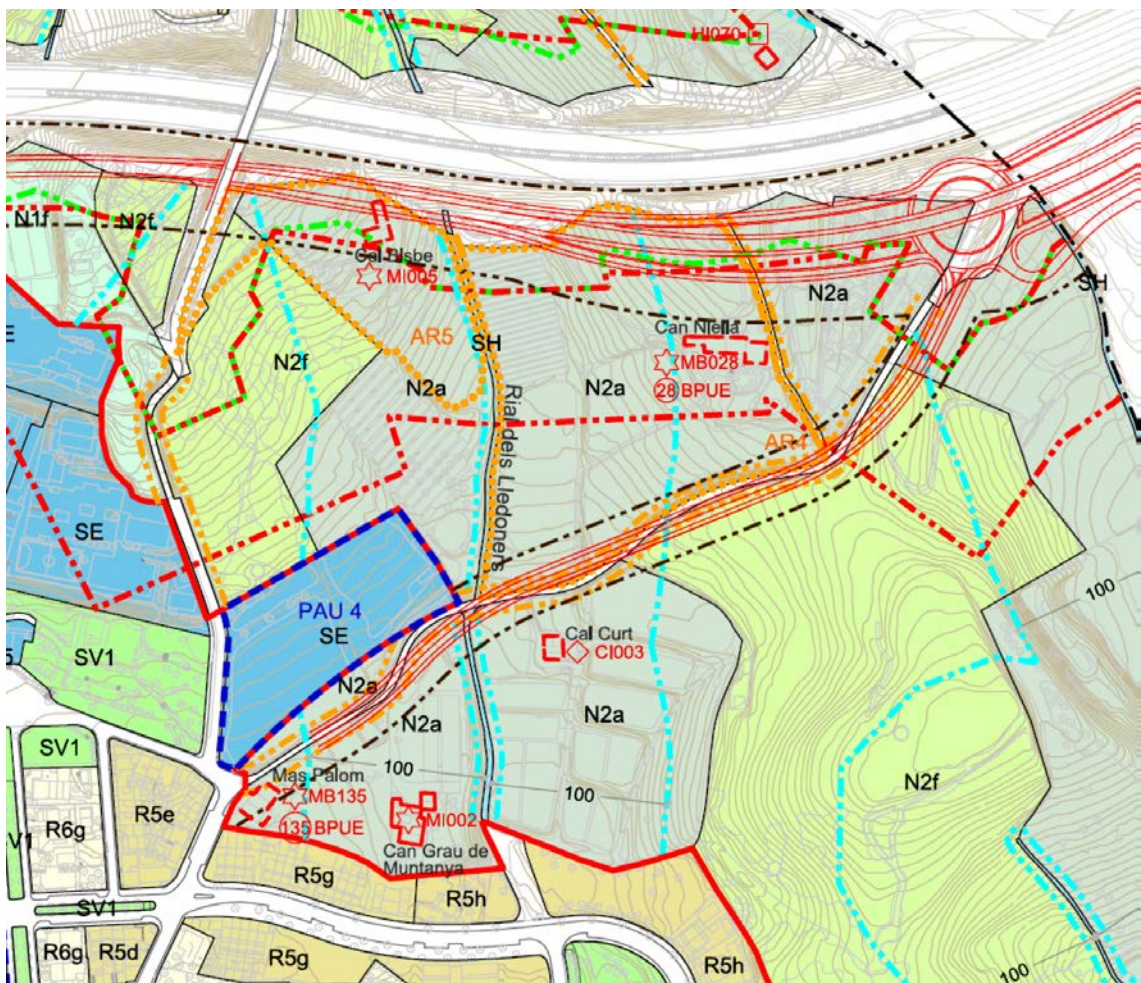 HI070
N1f
N2f
Cal Bisbe
MI005
N2a
SH
SH
Can Niella
AR5
MB028
N2f
N2a
N2a
28 BPUE
E
Rial dels Lledoners
AR4
SE
100
PAU 4
SE
Cal Curt
CI003
SV1
5
N2a
N2a
N2a
SV1
100
N2f
Mas Palom
MB135
100
R6g
R5e
V1
135 BPUE
MI002
Can Grau de
Muntanya
R5g
R5h
SV1
R6g
R5d
R5g
R5h
100